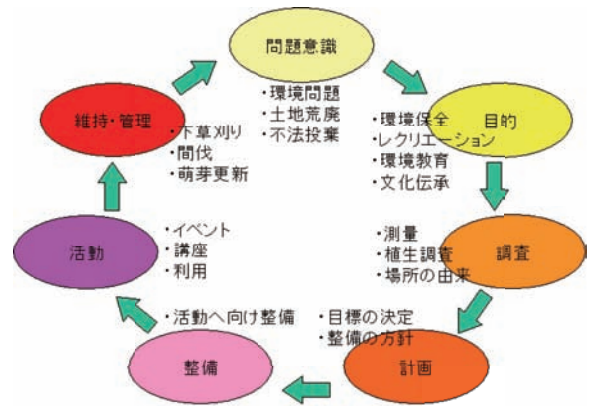 問題意識
・環境問題
・土地荒廃
・不法投棄
目的
・環境保全
・レクリエーション
・環境教育
・文化伝承
調査
・測量
・植生調査
・場所の由来
計画
・目標の決定
・整備の方針
整備
・活動へ向け整備
活動
・イベント
・講座
・利用
維持・管理
・下草刈り
・間伐
・萌芽更新